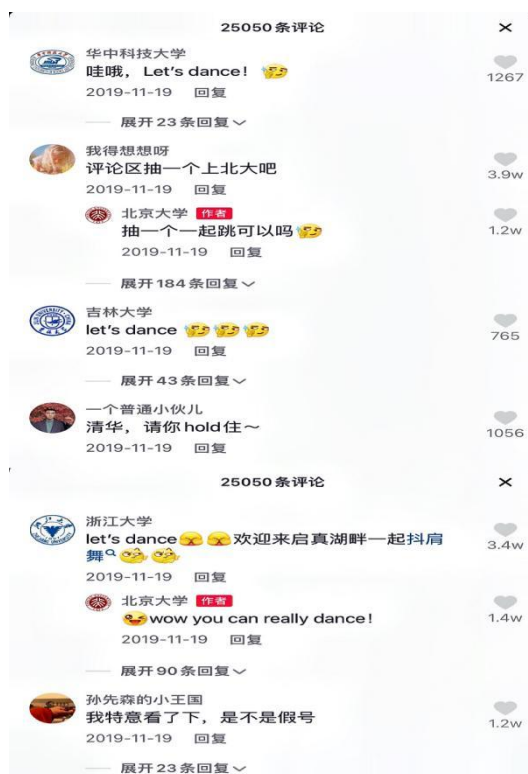 25050条评论
华中科技大学
哇哦，Let's dance!
1267
2019-11-19 回复
展开23条回复
我得想想呀
评论区抽一个上北大吧
3.9w
2019-11-19 回复
北京大学 作者
抽一个一起跳可以吗
1.2w
2019-11-19 回复
展开184条回复
吉林大学
let's dance
765
2019-11-19 回复
展开43条回复
一个普通小伙儿
清华，请你hold住～
1056
2019-11-19 回复
25050条评论
浙江大学
let's dance 欢迎来启真湖畔一起抖肩
舞
3.4w
2019-11-19 回复
北京大学 作者
wow you can really dance!
1.4w
2019-11-19 回复
展开90条回复
孙先森的小王国
我特意看了下，是不是假号
1.2w
2019-11-19 回复
展开23条回复